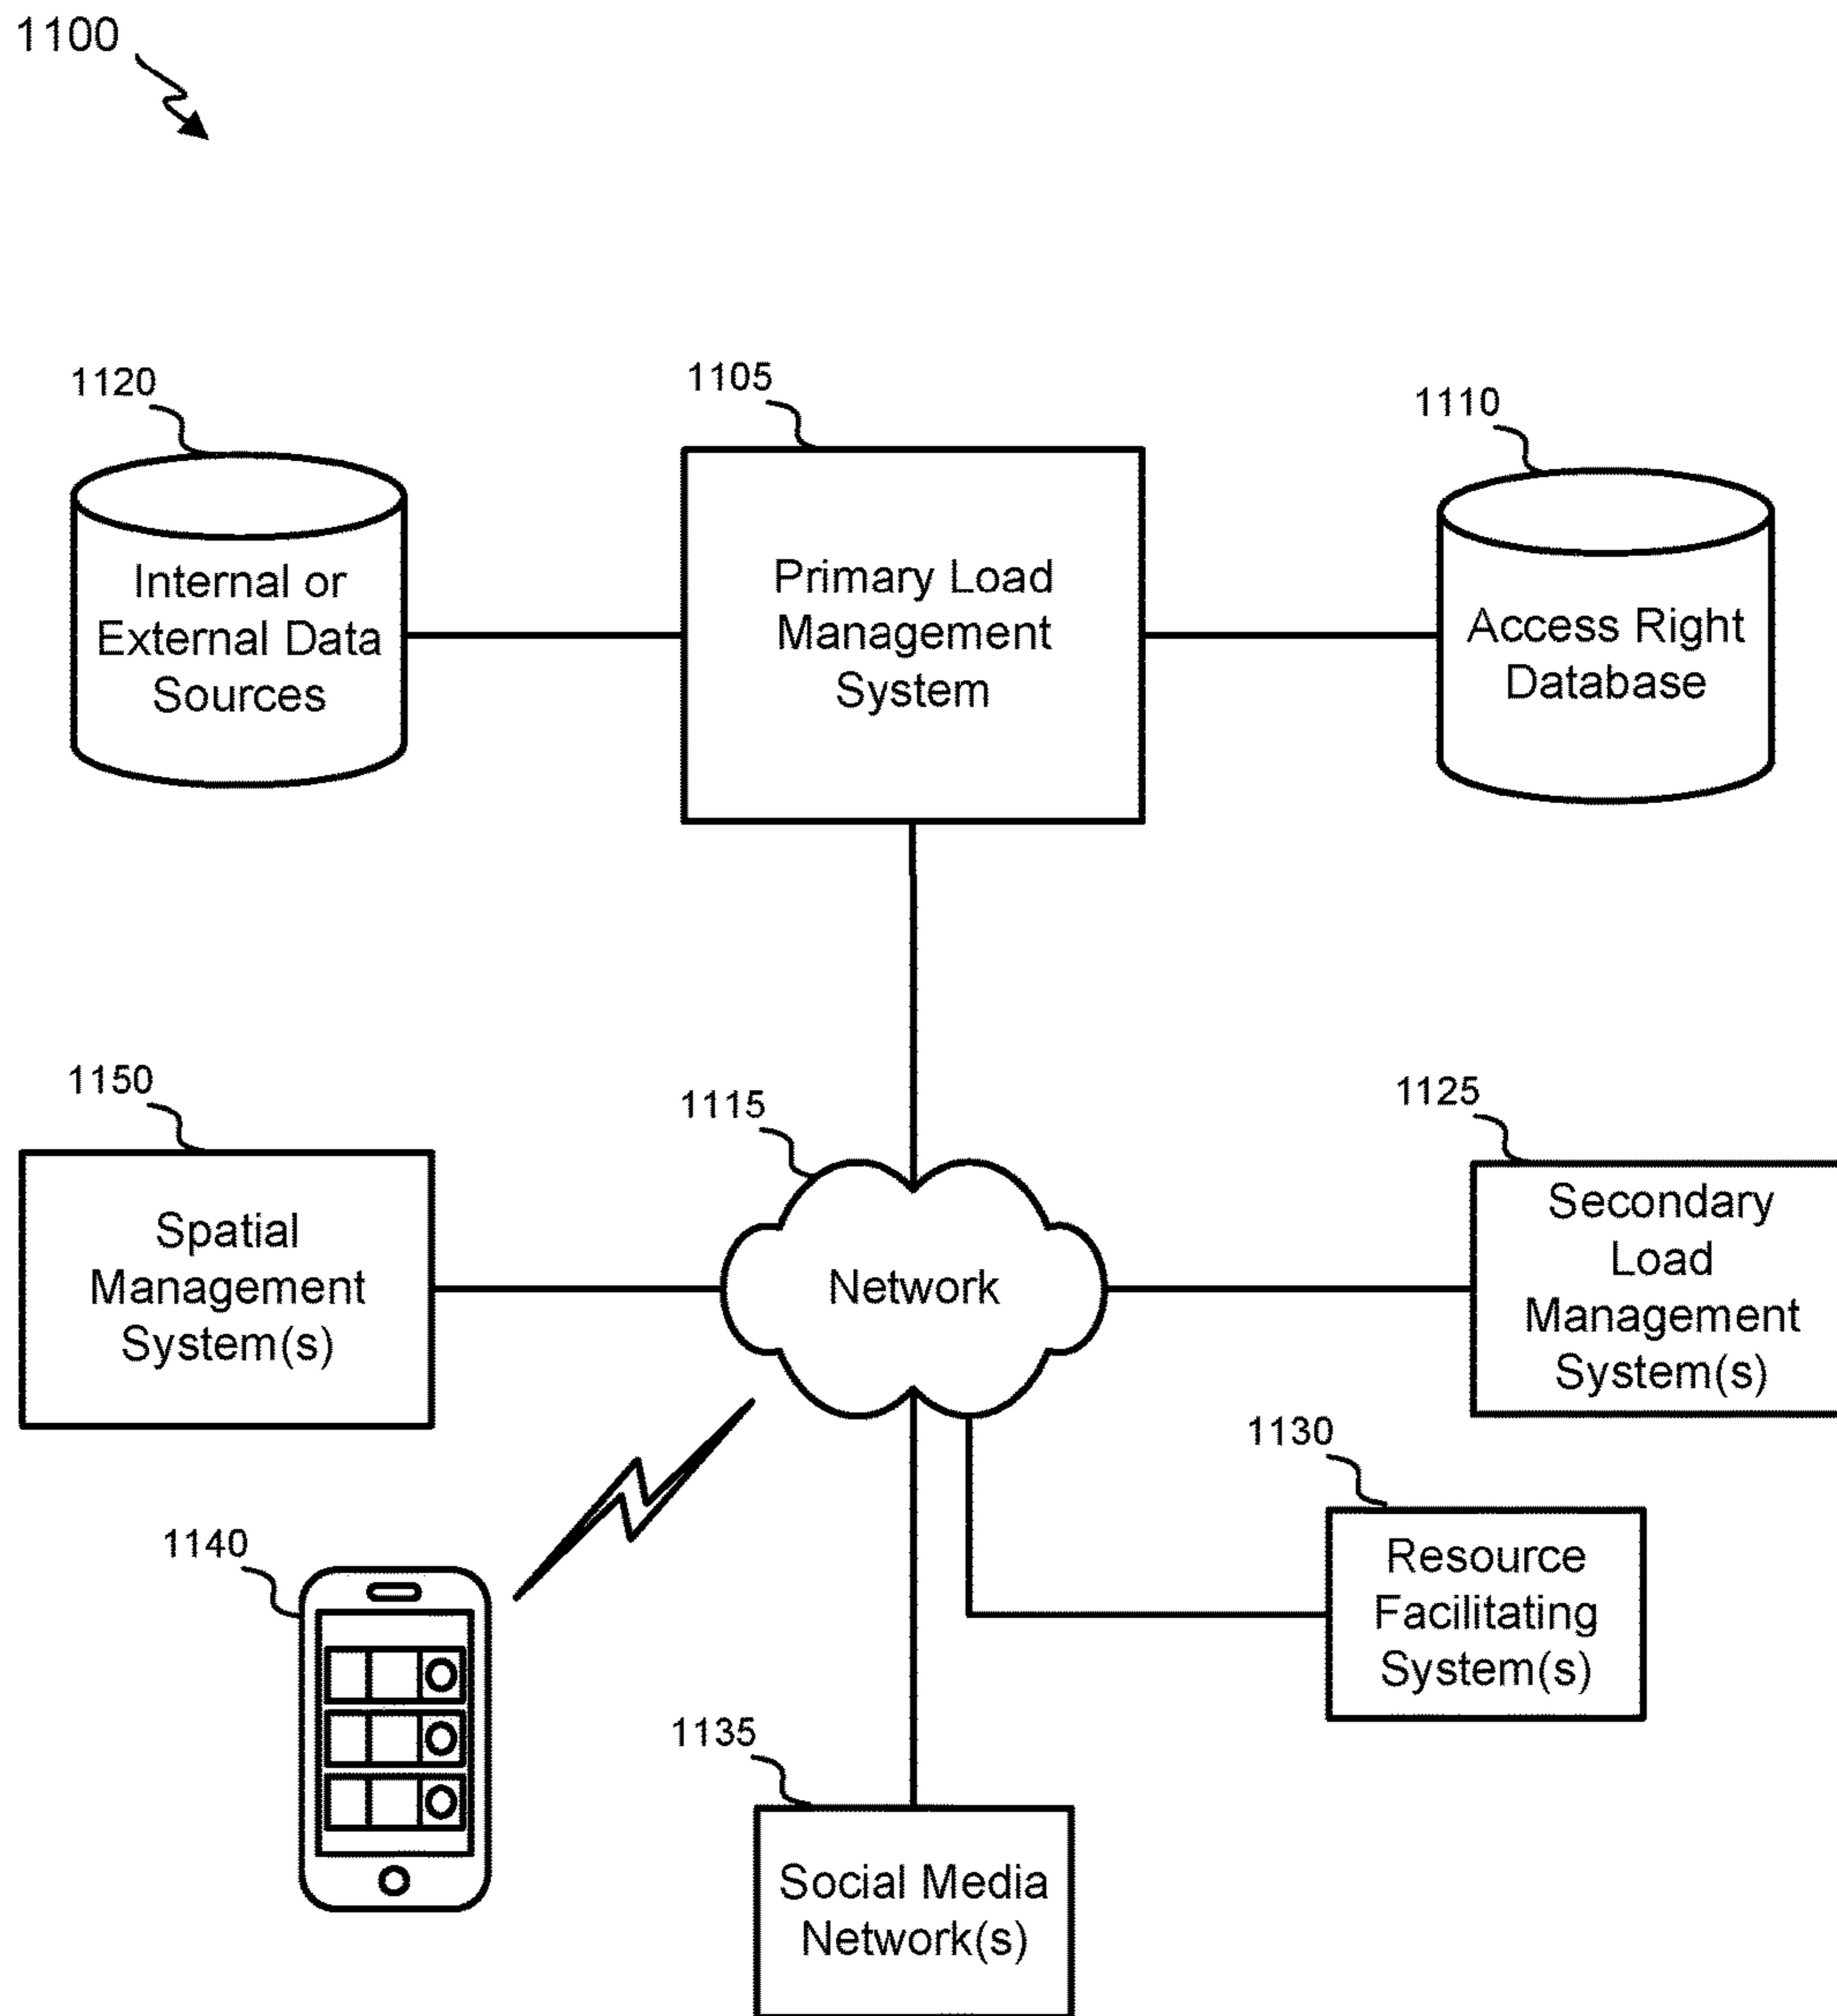 1100
1120
1105
1110
Internal or
External Data
Sources
Primary Load
Management
System
Access Right
Database
1150
1115
1125
Spatial
Management
System(s)
Network
Secondary
Load
Management
System(s)
1130
1140
Resource
Facilitating
System(s)
1135
Social Media
Network(s)